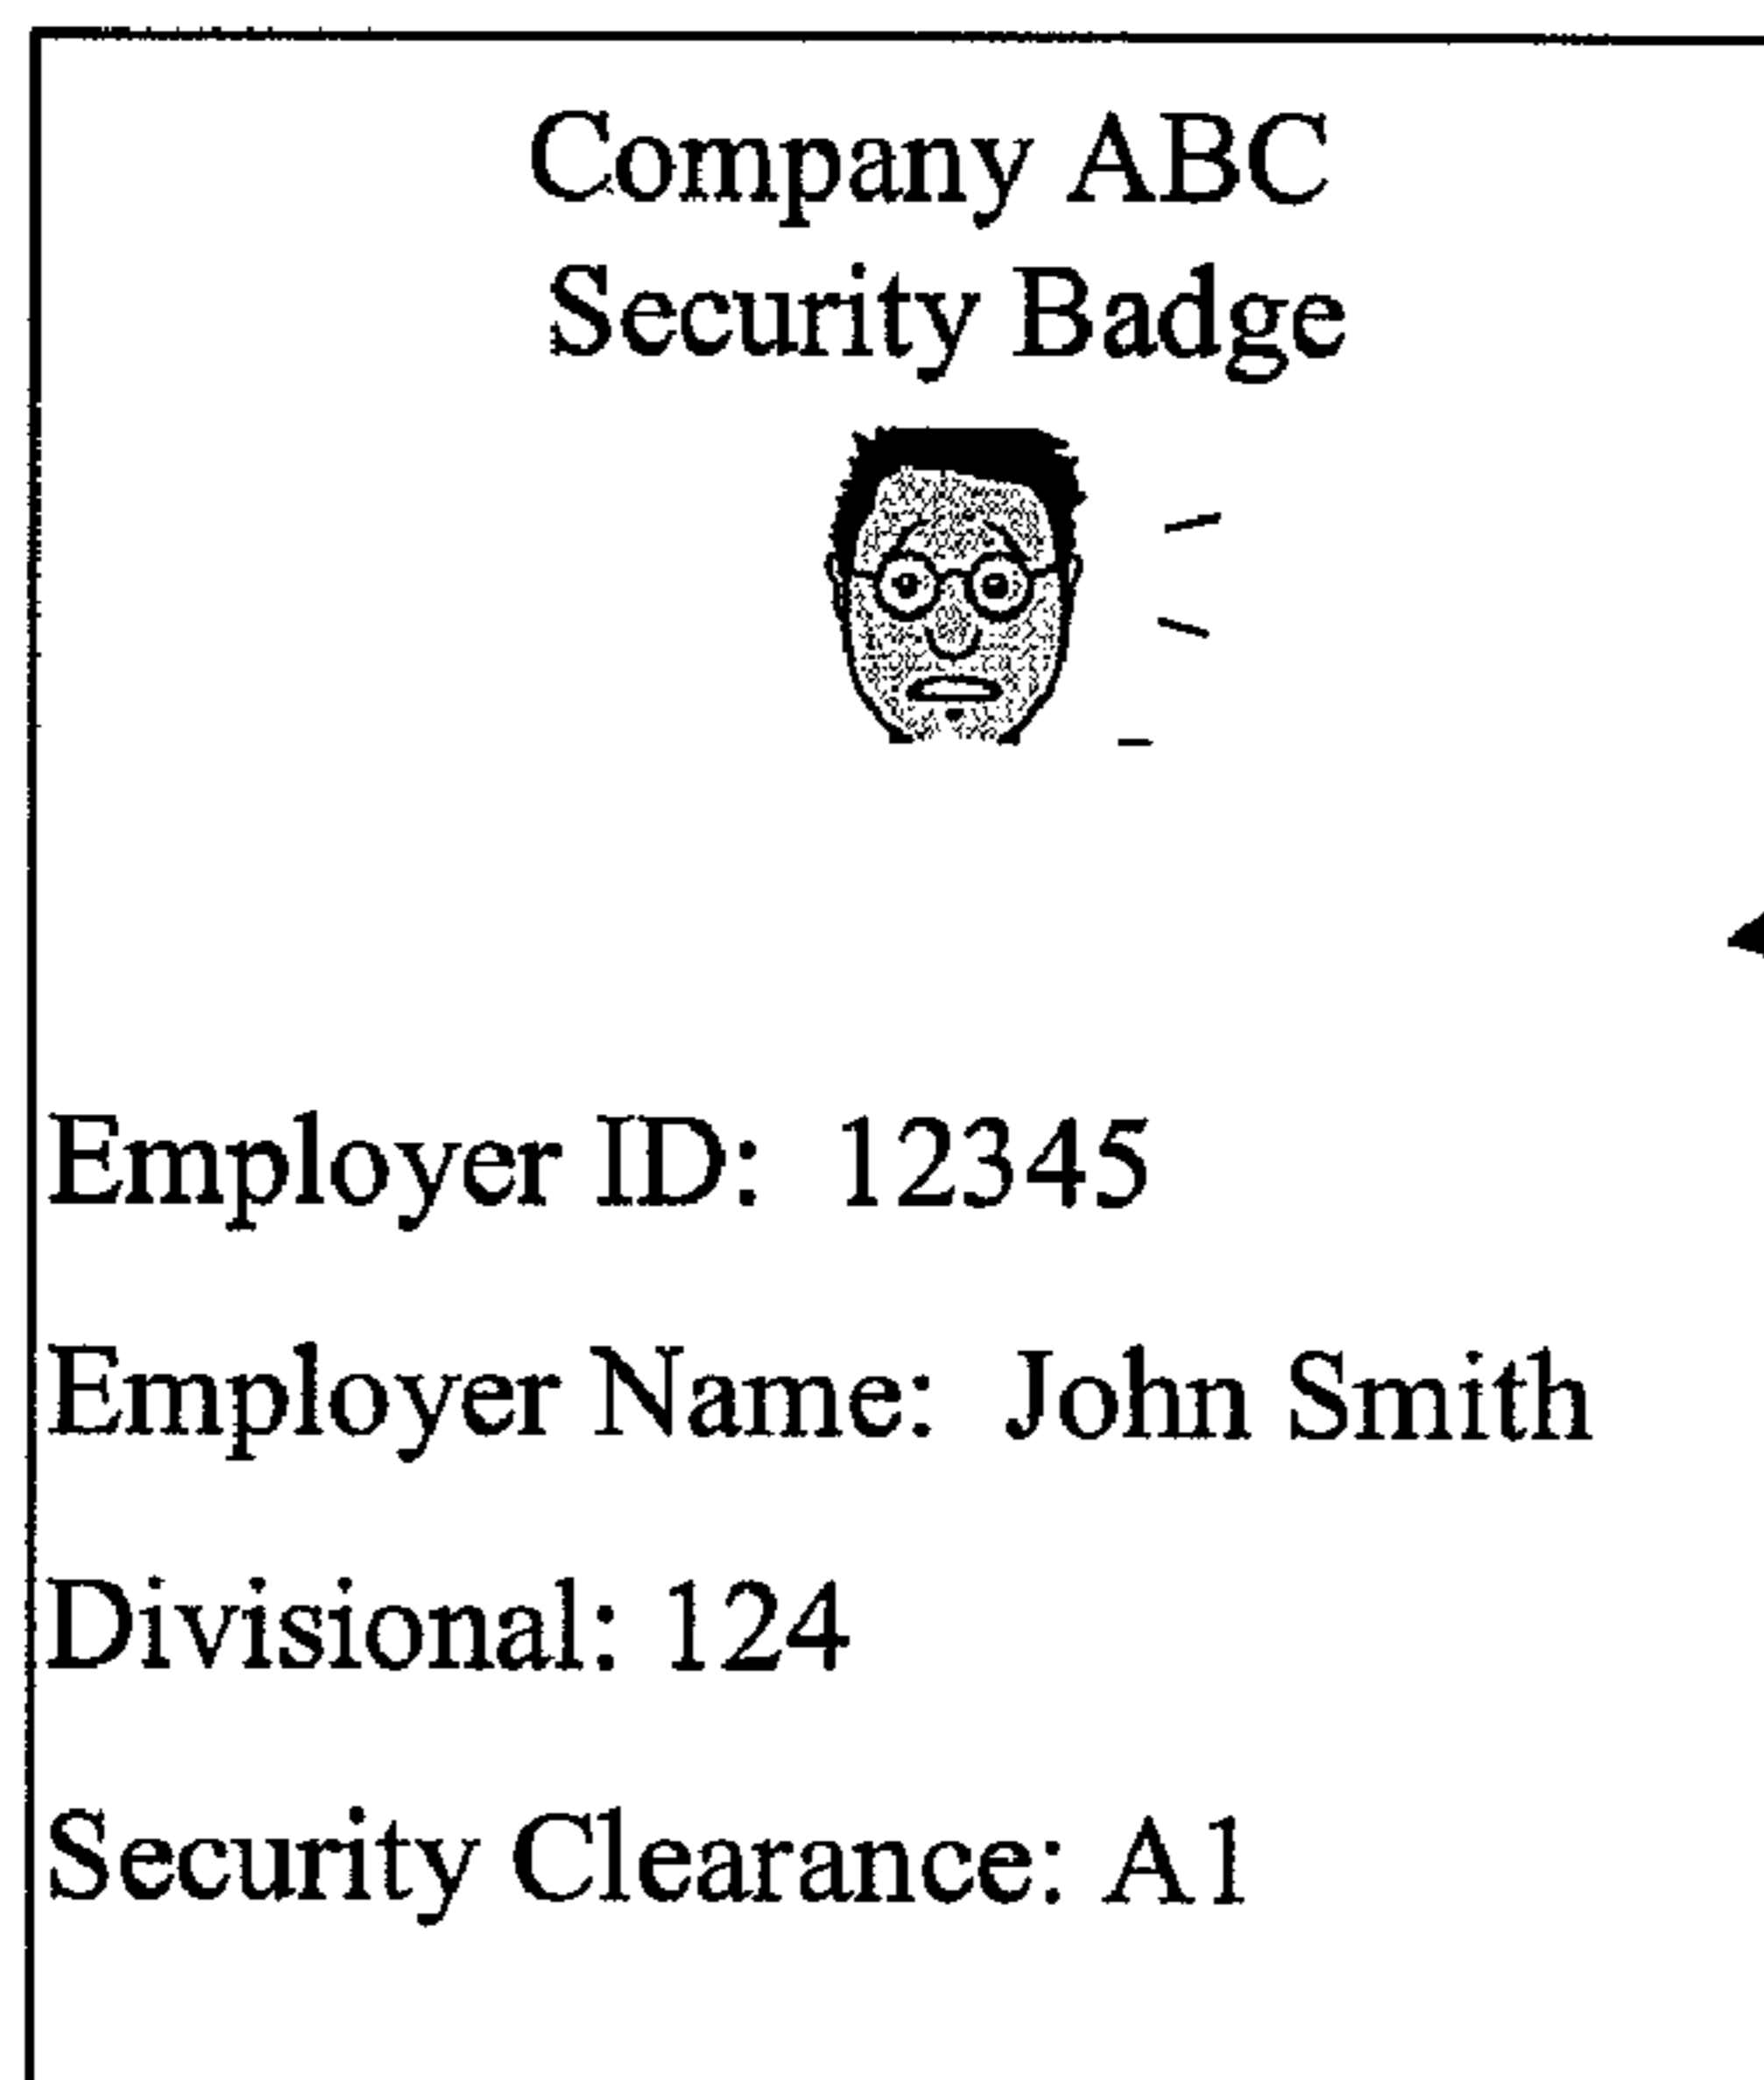 Company ABC
Security Badge
Employer ID: 12345
Employer Name: John Smith
Divisional: 124
Security Clearance: A1